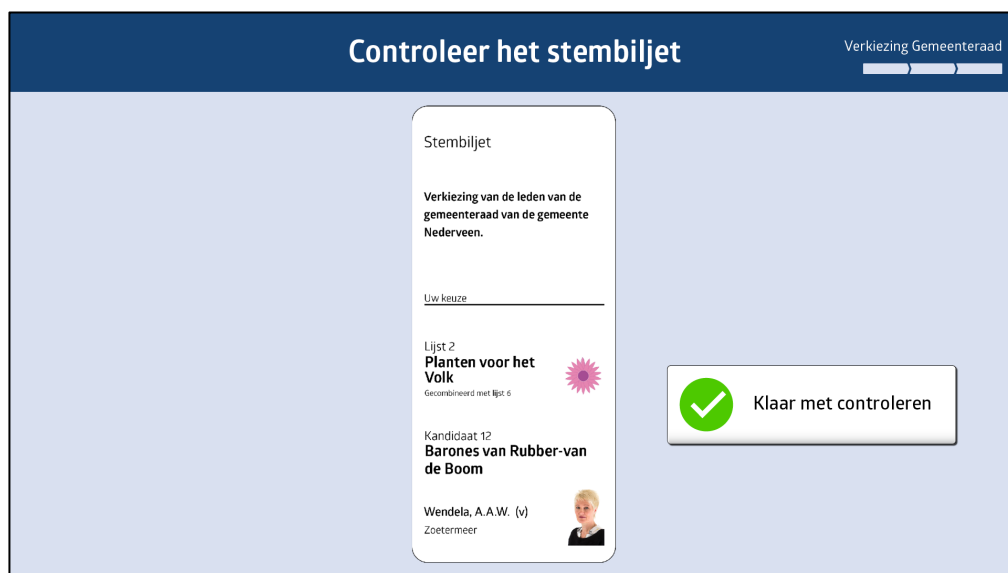 Controleer het stembiljet
Verkiezing Gemeenteraad
Stembiljet
Verkiezing van de leden van de
gemeenteraad van de gemeente
Nederveen.
Uw keuze
Lijst 2
Planten voor het
Volk
Gecombineerd met lijst 6
Kandidaat 12
Barones van Rubber-van
de Boom
Wendela, A.A.W. (v)
Zoetermeer
Klaar met controleren